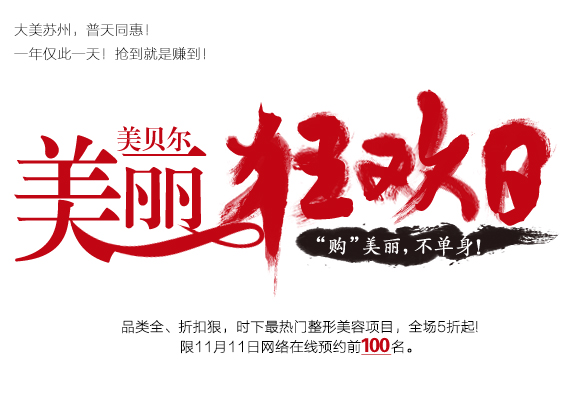 大美苏州，普天同惠！
一年仅此一天！抢到就是赚到！
美贝尔
美丽狂欢日
“购”美丽，不单身！
品类全、折扣狠，时下最热门整形美容项目，全场5折起！
限11月11日网络在线预约前100名。